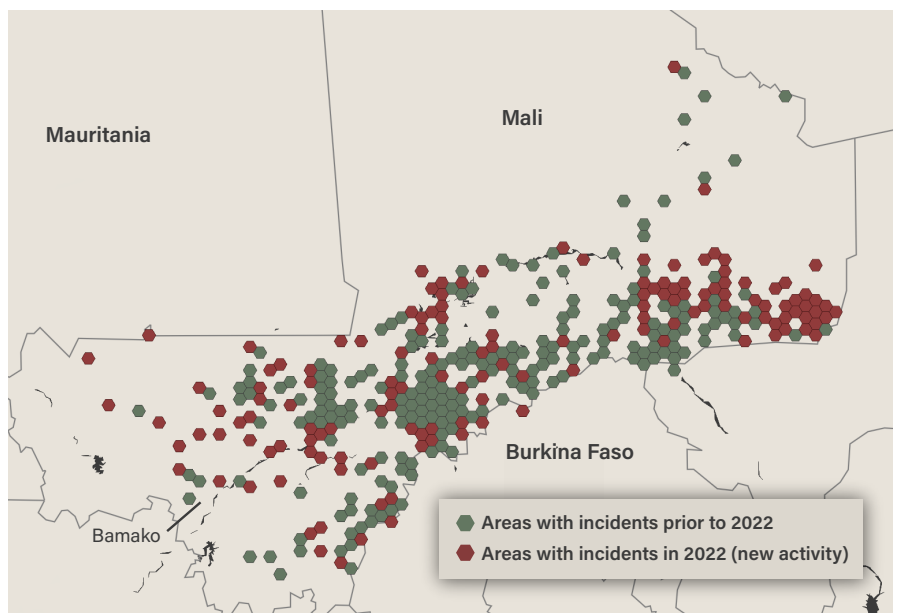 Mali
Mauritania
Burkina Faso
Bamako
Areas with incidents prior to 2022
Areas with incidents in 2022 (new activity)